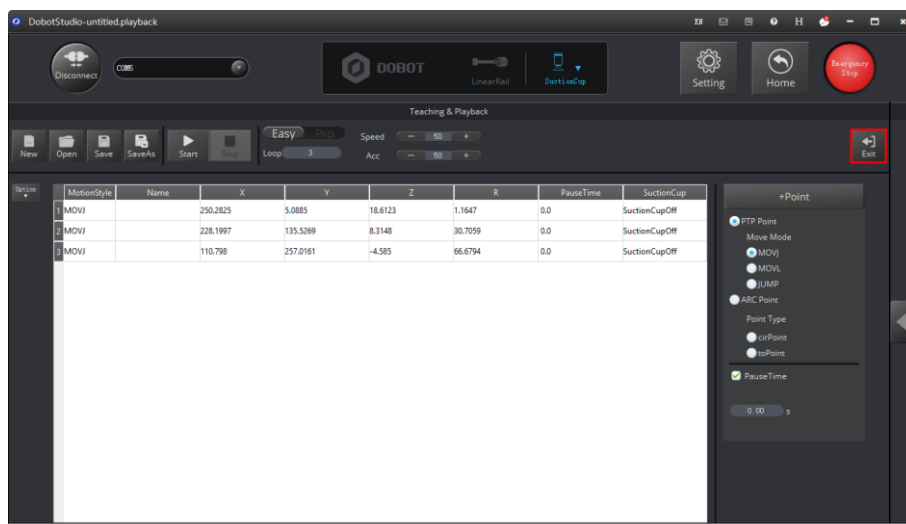 DobotStudio-untitled.playback
H
Disconnect
COM5
DOBOT
LinearRail
SuctionCup
Setting
Home
Emergency Stop
Teaching & Playback
New Open Save SaveAs Start Stop
Easy Pro
Loop 3
Speed - 50 +
Acc - 50 +
Exit
Option
MotionStyle Name X Y Z R PauseTime SuctionCup
1 MOVJ 250.2825 5.0885 18.6123 1.1647 0.0 SuctionCupOff
2 MOVJ 228.1997 135.5269 8.3148 30.7059 0.0 SuctionCupOff
3 MOVJ 110.798 257.0161 -4.585 66.6794 0.0 SuctionCupOff
+Point
PTP Point
Move Mode
MOVJ
MOVL
JUMP
ARC Point
Point Type
cirPoint
toPoint
PauseTime
0.00 s